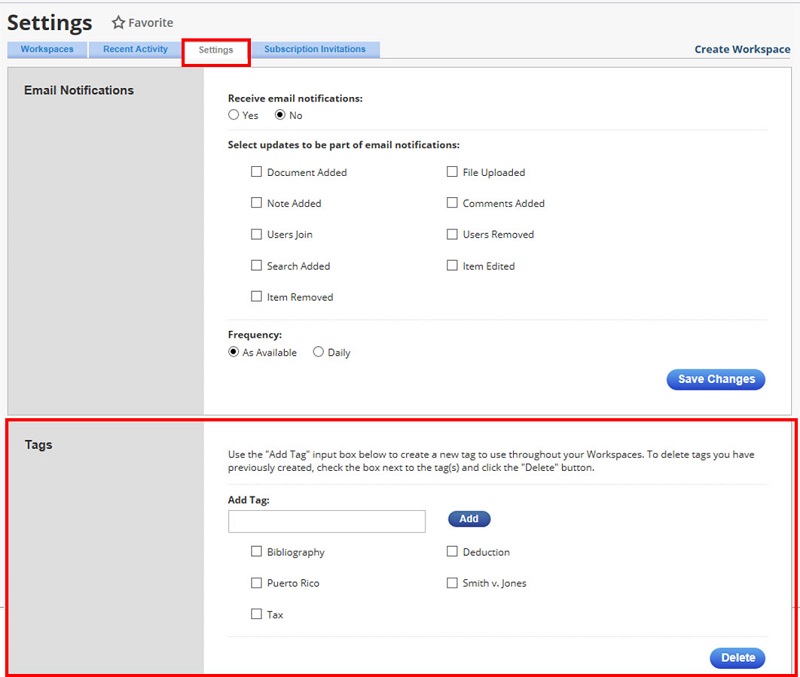 Settings Favorite
Workspaces Recent Activity Settings Subscription Invitations Create Workspace
Email Notifications
Receive email notifications:
Yes No
Select updates to be part of email notifications:
Document Added File Uploaded
Note Added Comments Added
Users Join Users Removed
Search Added Item Edited
Item Removed
Frequency:
As Available Daily
Save Changes
Tags
Use the "Add Tag" input box below to create a new tag to use throughout your Workspaces. To delete tags you have
previously created, check the box next to the tag(s) and click the "Delete" button.
Add Tag:
Add
Bibliography Deduction
Puerto Rico Smith v. Jones
Tax
Delete